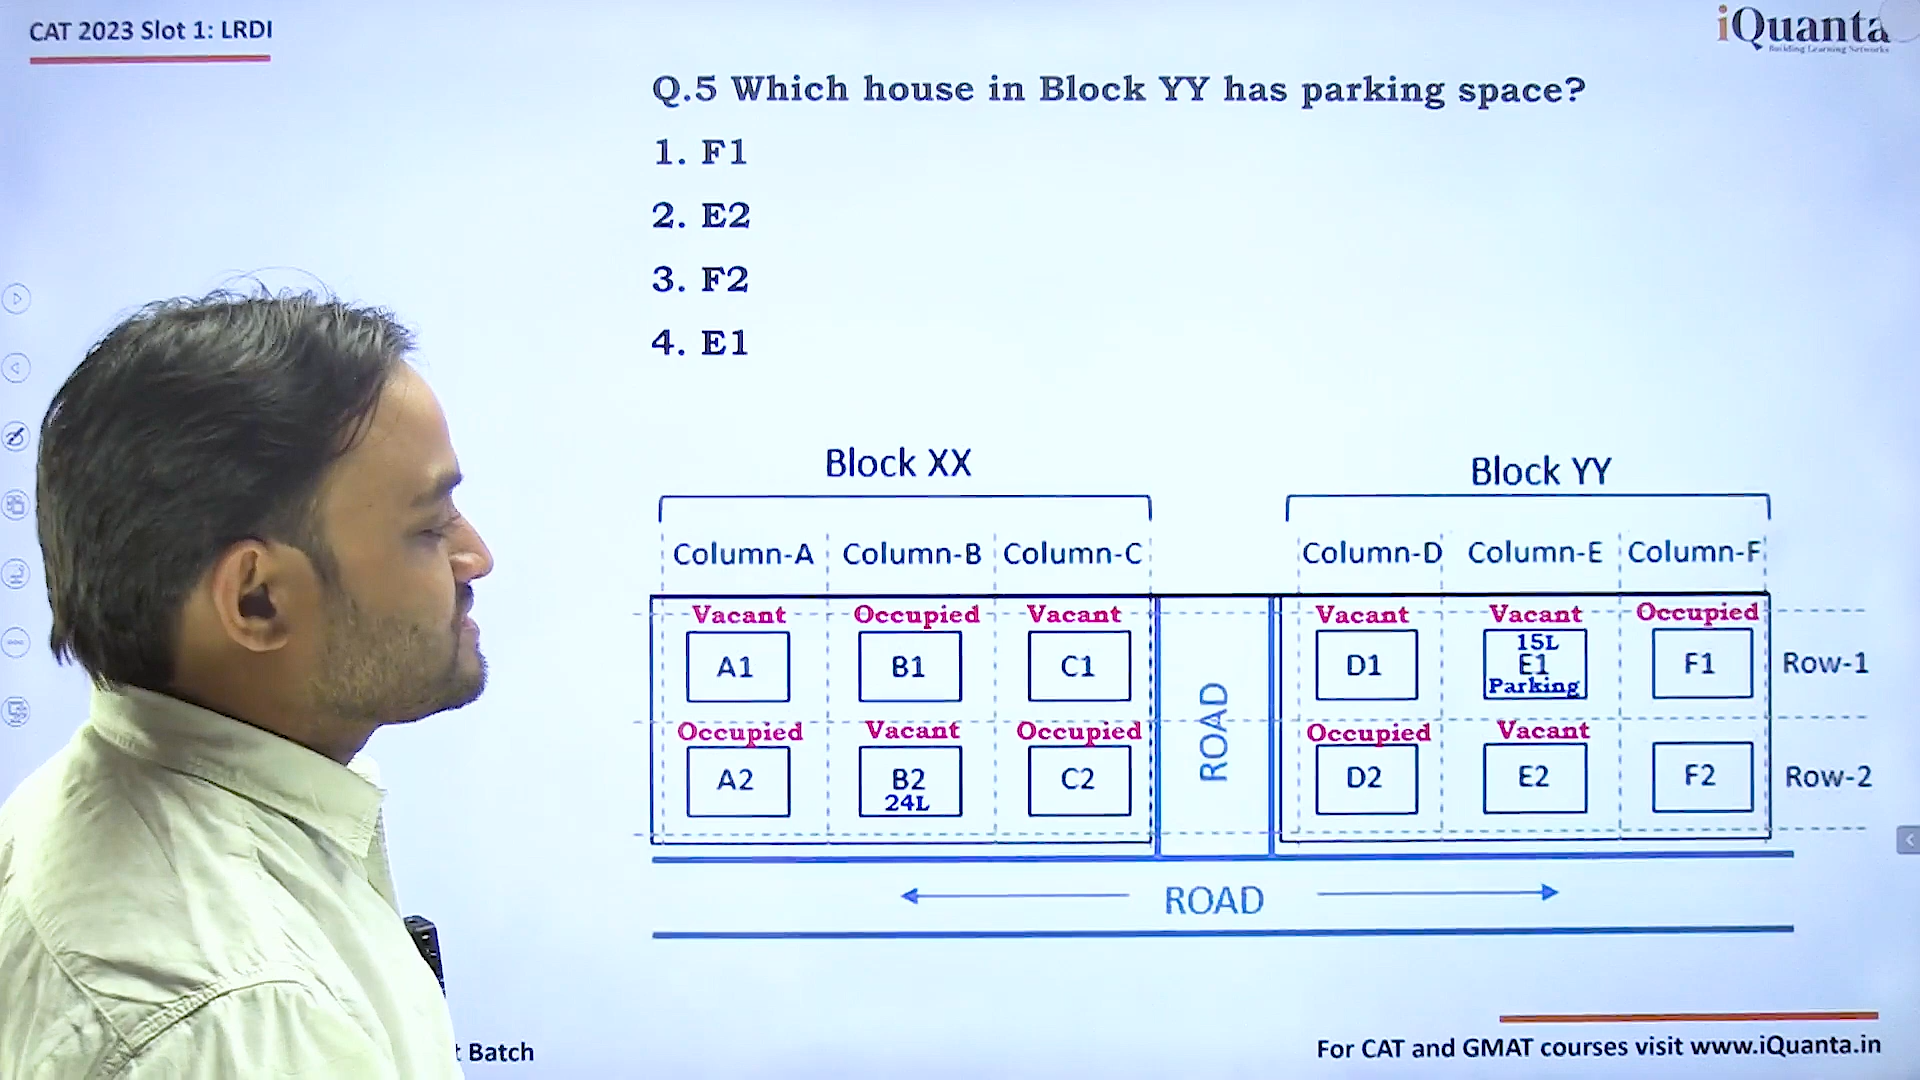 CAT 2023 Slot 1: LRDI
iQuanta
Building Learning Networks
Q.5 Which house in Block YY has parking space?
1. F1
2. E2
3. F2
4. E1
Block XX
Block YY
Column-A Column-B Column-C
Column-D Column-E Column-F
Vacant Occupied Vacant
Vacant Vacant Occupied
A1 B1 C1
D1 15L E1 Parking F1 Row-1
Occupied Vacant Occupied
Occupied Vacant
A2 B2 24L C2
D2 E2 F2 Row-2
ROAD
ROAD
t Batch
For CAT and GMAT courses visit www.iQuanta.in